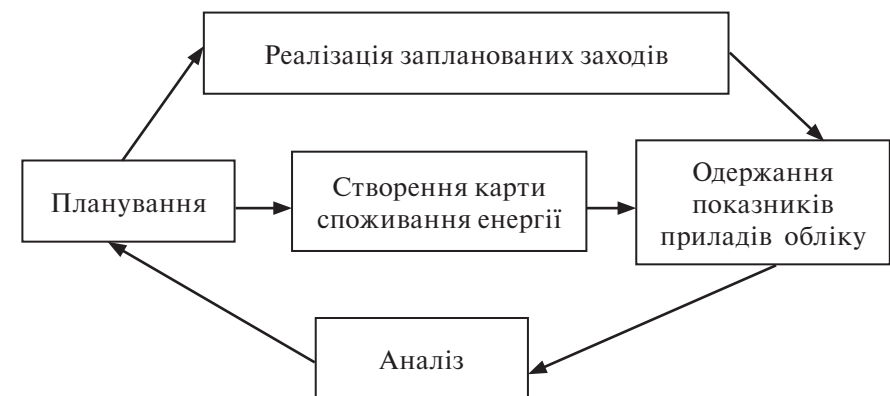 Реалізація запланованих заходів
Планування
Створення карти
споживання енергії
Одержання
показників
приладів обліку
Аналіз